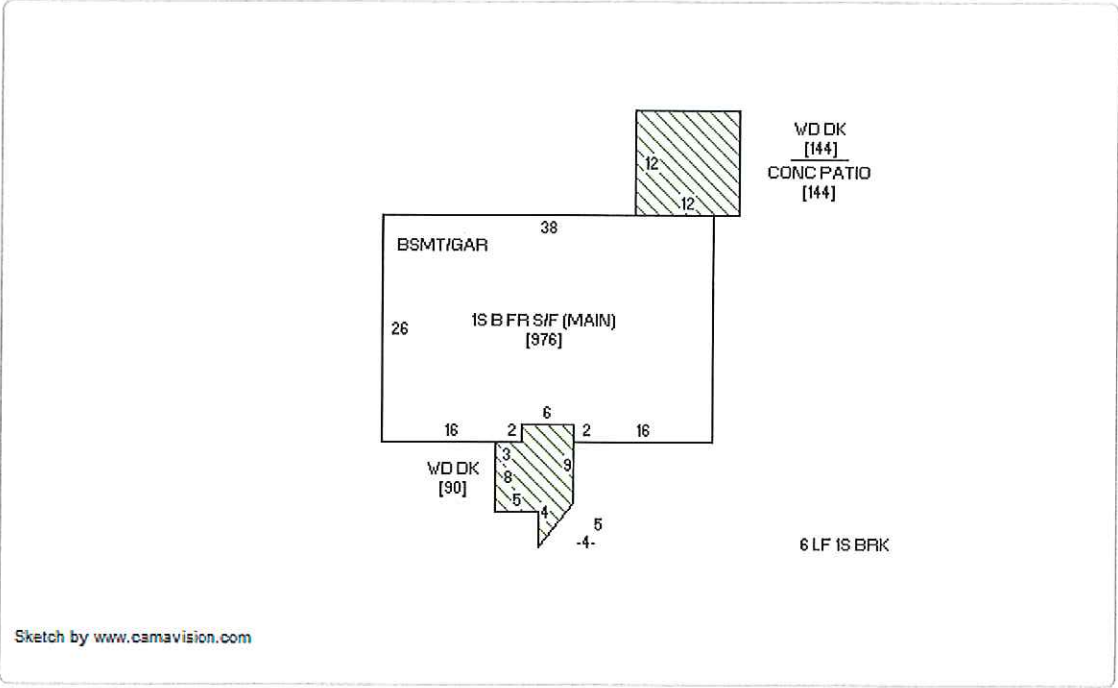 WD DK
[144]
CONC PATIO
[144]
12
12
38
BSMT/GAR
26
1S B FR S/F (MAIN)
[976]
6
16
2
2
16
3
9
WD DK
[90]
8
5
4
5
-4-
6 LF 1S BRK
Sketch by www.camavision.com